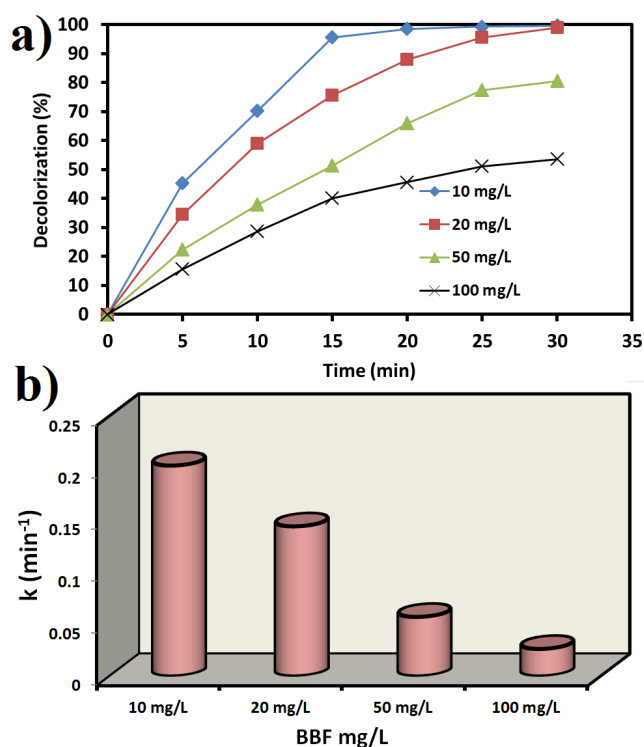 a)
100
90
80
70
60
50
40
30
20
10
0
Decolorization (%)
10 mg/L
20 mg/L
50 mg/L
100 mg/L
0 5 10 15 20 25 30 35
Time (min)
b)
0.25
0.2
0.15
0.1
0.05
0
k (min⁻¹)
10 mg/L 20 mg/L 50 mg/L 100 mg/L
BBF mg/L